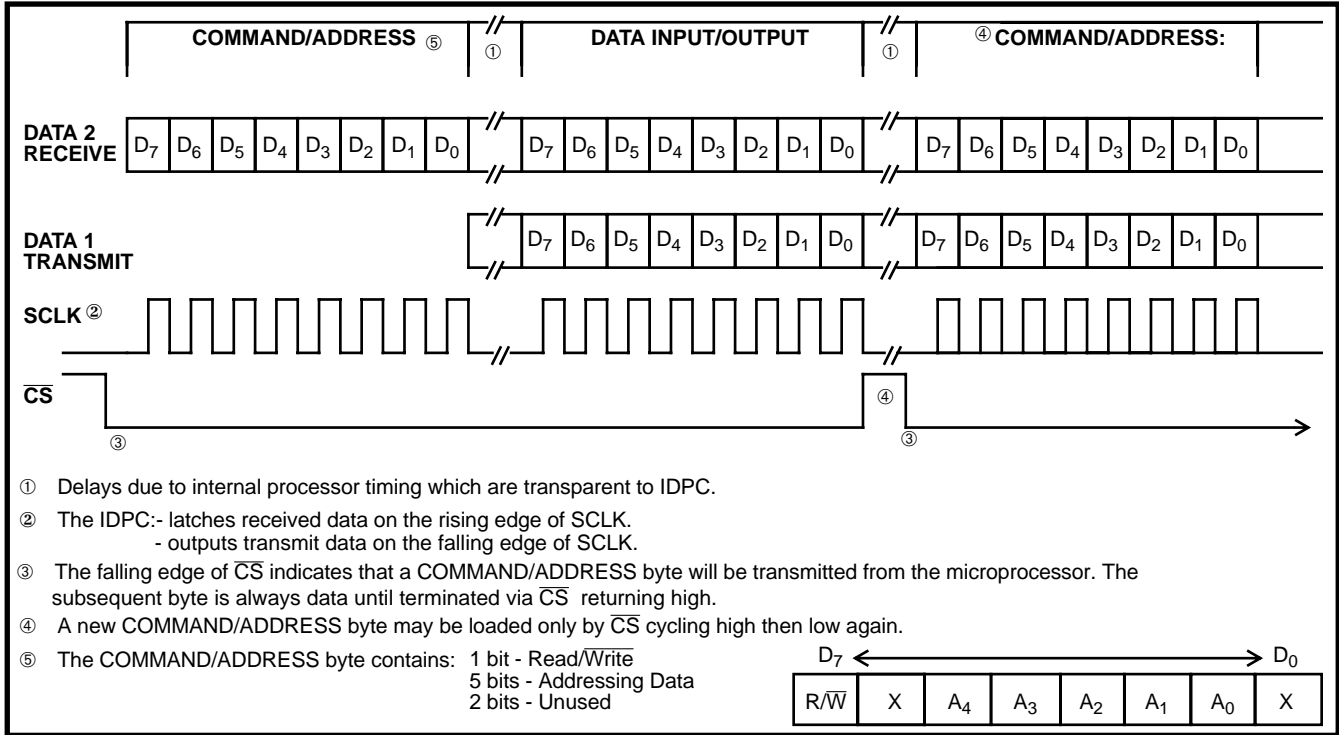 COMMAND/ADDRESS ⑤ ① DATA INPUT/OUTPUT ① ④ COMMAND/ADDRESS:
DATA 2
RECEIVE D7 D6 D5 D4 D3 D2 D1 D0 D7 D6 D5 D4 D3 D2 D1 D0 D7 D6 D5 D4 D3 D2 D1 D0
DATA 1
TRANSMIT D7 D6 D5 D4 D3 D2 D1 D0 D7 D6 D5 D4 D3 D2 D1 D0
SCLK ②
C̅S̅ ④
③ ③
① Delays due to internal processor timing which are transparent to IDPC.
② The IDPC:- latches received data on the rising edge of SCLK.
- outputs transmit data on the falling edge of SCLK.
③ The falling edge of C̅S̅ indicates that a COMMAND/ADDRESS byte will be transmitted from the microprocessor. The
subsequent byte is always data until terminated via C̅S̅ returning high.
④ A new COMMAND/ADDRESS byte may be loaded only by C̅S̅ cycling high then low again.
⑤ The COMMAND/ADDRESS byte contains: 1 bit - Read/W̅r̅i̅t̅e̅
5 bits - Addressing Data
2 bits - Unused
D7 D0
R/W̅ X A4 A3 A2 A1 A0 X